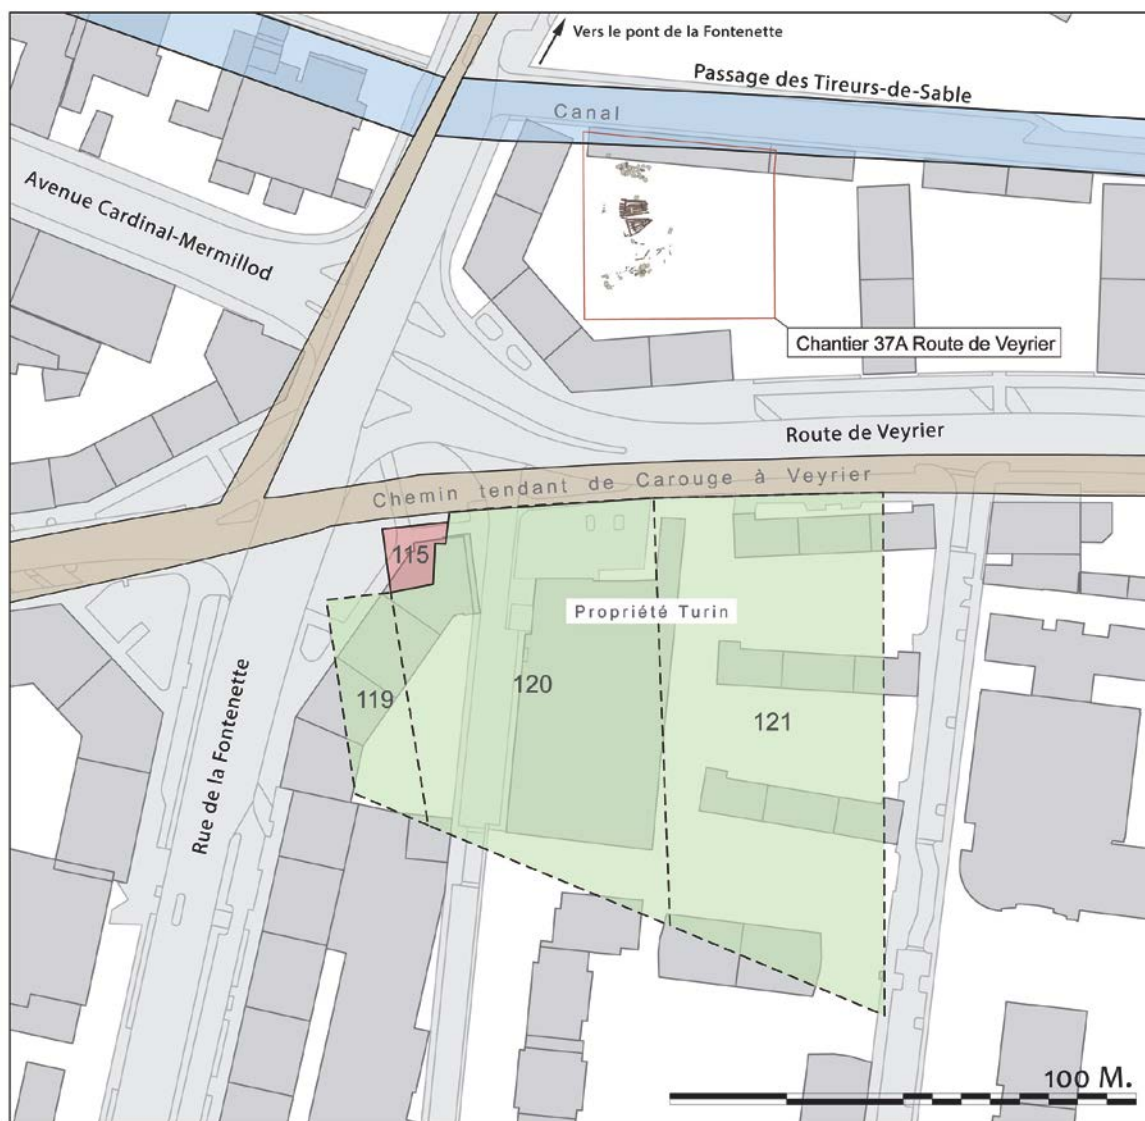 Vers le pont de la Fontenette
Passage des Tireurs-de-Sable
Canal
Avenue Cardinal-Mermillod
Chantier 37A Route de Veyrier
Route de Veyrier
Chemin tendant de Carouge à Veyrier
115
Propriété Turin
119
120
121
Rue de la Fontenette
100 M.